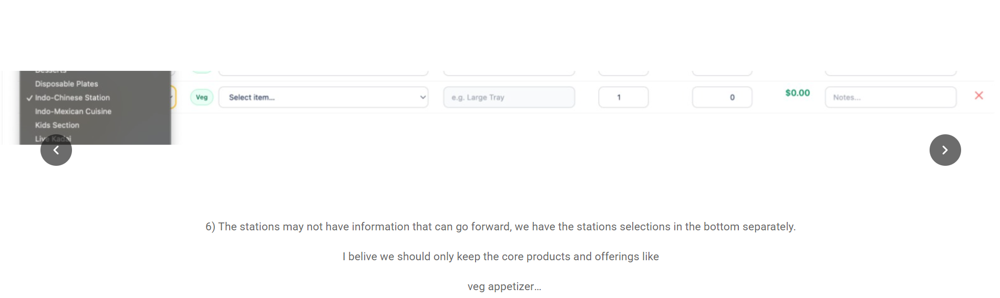 Desserts
Disposable Plates
✓ Indo-Chinese Station
Veg
Select item...
e.g. Large Tray
1
0
$0.00
Notes...
Indo-Mexican Cuisine
Kids Section
Live Kadai
6) The stations may not have information that can go forward, we have the stations selections in the bottom separately.
I belive we should only keep the core products and offerings like
veg appetizer...